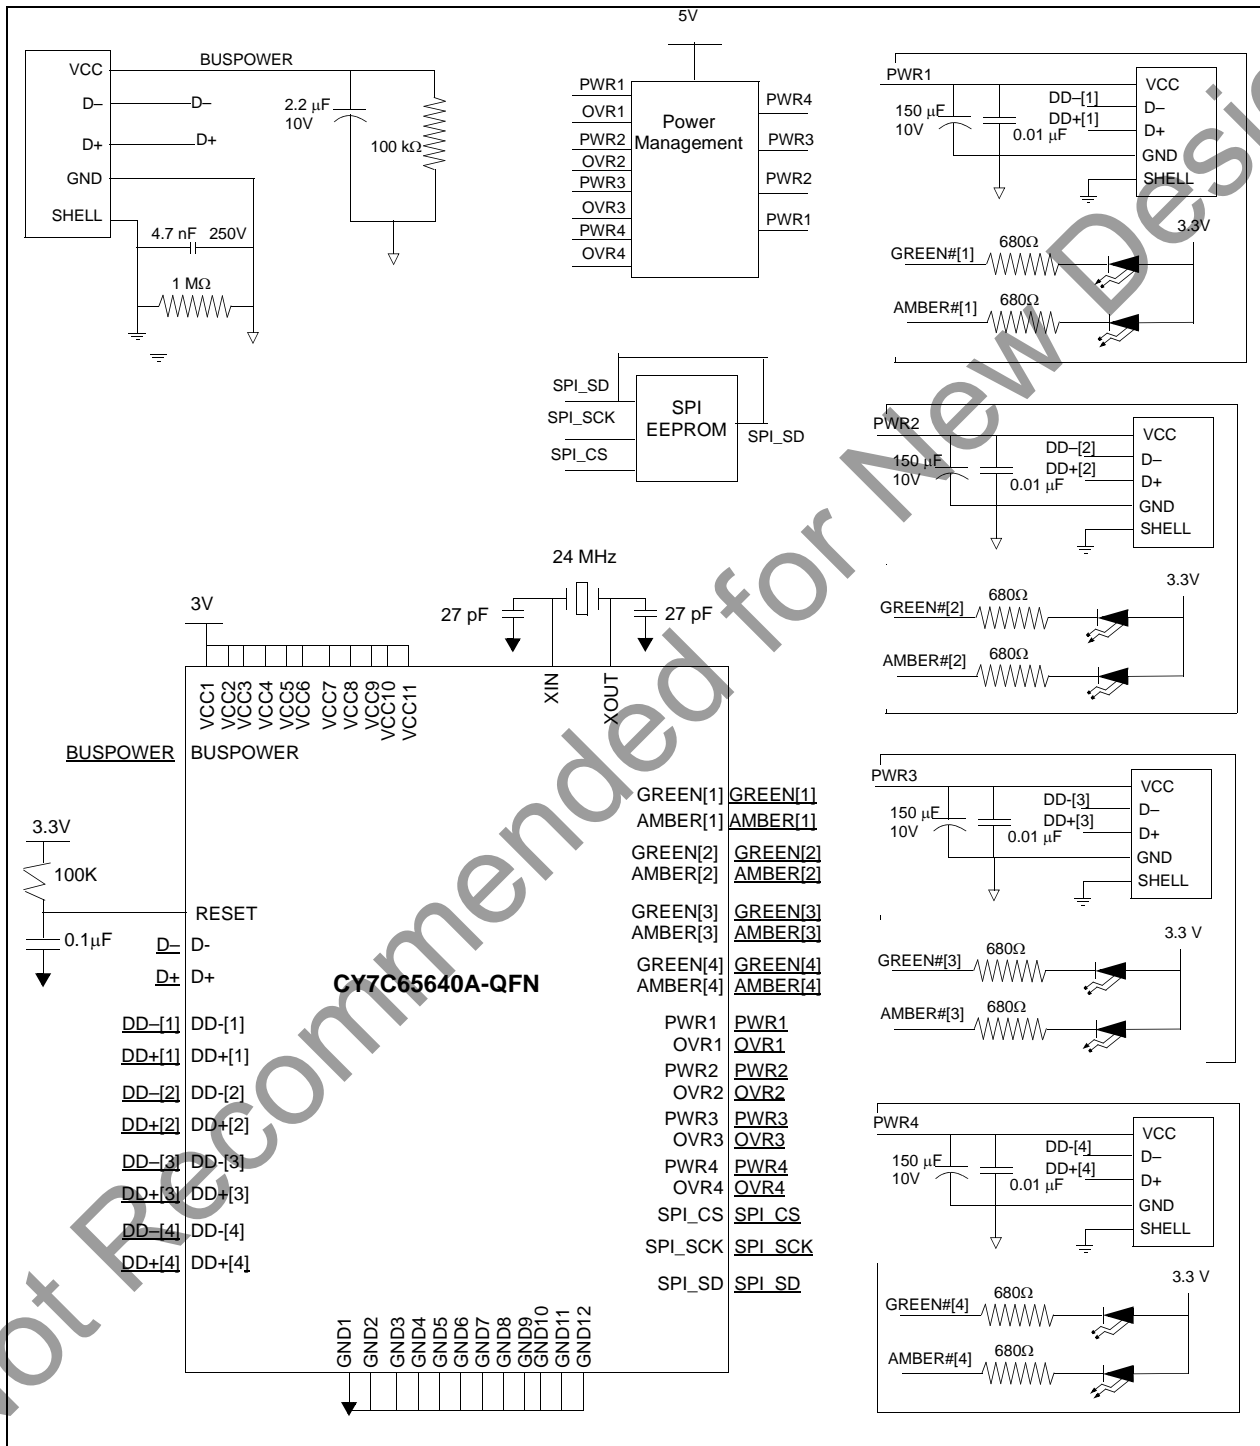 5V
VCC
BUSPOWER
D–
D–
D+
D+
GND
SHELL
2.2 µF
10V
100 kΩ
4.7 nF 250V
1 MΩ
PWR1
OVR1
PWR2
OVR2
PWR3
OVR3
PWR4
OVR4
Power
Management
PWR4
PWR3
PWR2
PWR1
SPI_SD
SPI_SCK
SPI_CS
SPI
EEPROM
SPI_SD
PWR1
150 µF
10V
0.01 µF
DD–[1]
DD+[1]
VCC
D–
D+
GND
SHELL
3.3V
GREEN#[1]
680Ω
AMBER#[1]
680Ω
PWR2
150 µF
10V
0.01 µF
DD–[2]
DD+[2]
VCC
D–
D+
GND
SHELL
3.3V
GREEN#[2]
680Ω
AMBER#[2]
680Ω
PWR3
150 µF
10V
0.01 µF
DD-[3]
DD+[3]
VCC
D–
D+
GND
SHELL
3.3 V
GREEN#[3]
680Ω
AMBER#[3]
680Ω
PWR4
150 µF
10V
0.01 µF
DD-[4]
DD+[4]
VCC
D–
D+
GND
SHELL
3.3 V
GREEN#[4]
680Ω
AMBER#[4]
680Ω
24 MHz
27 pF
27 pF
3V
VCC1
VCC2
VCC3
VCC4
VCC5
VCC6
VCC7
VCC8
VCC9
VCC10
VCC11
XIN
XOUT
BUSPOWER BUSPOWER
3.3V
100K
RESET
0.1µF
D– D-
D+ D+
CY7C65640A-QFN
DD–[1] DD-[1]
DD+[1] DD+[1]
DD–[2] DD-[2]
DD+[2] DD+[2]
DD–[3] DD-[3]
DD+[3] DD+[3]
DD–[4] DD-[4]
DD+[4] DD+[4]
GREEN[1] GREEN[1]
AMBER[1] AMBER[1]
GREEN[2] GREEN[2]
AMBER[2] AMBER[2]
GREEN[3] GREEN[3]
AMBER[3] AMBER[3]
GREEN[4] GREEN[4]
AMBER[4] AMBER[4]
PWR1 PWR1
OVR1 OVR1
PWR2 PWR2
OVR2 OVR2
PWR3 PWR3
OVR3 OVR3
PWR4 PWR4
OVR4 OVR4
SPI_CS SPI_CS
SPI_SCK SPI_SCK
SPI_SD SPI_SD
GND1
GND2
GND3
GND4
GND5
GND6
GND7
GND8
GND9
GND10
GND11
GND12
ot Recommended for New Desig